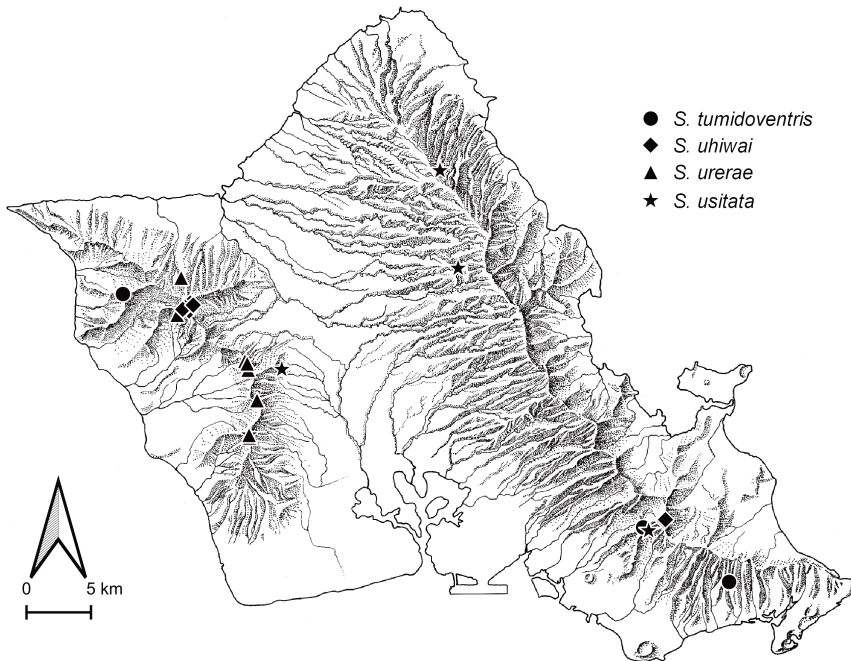 S. tumidoventris
S. uhiwai
S. urerae
S. usitata
0 5 km